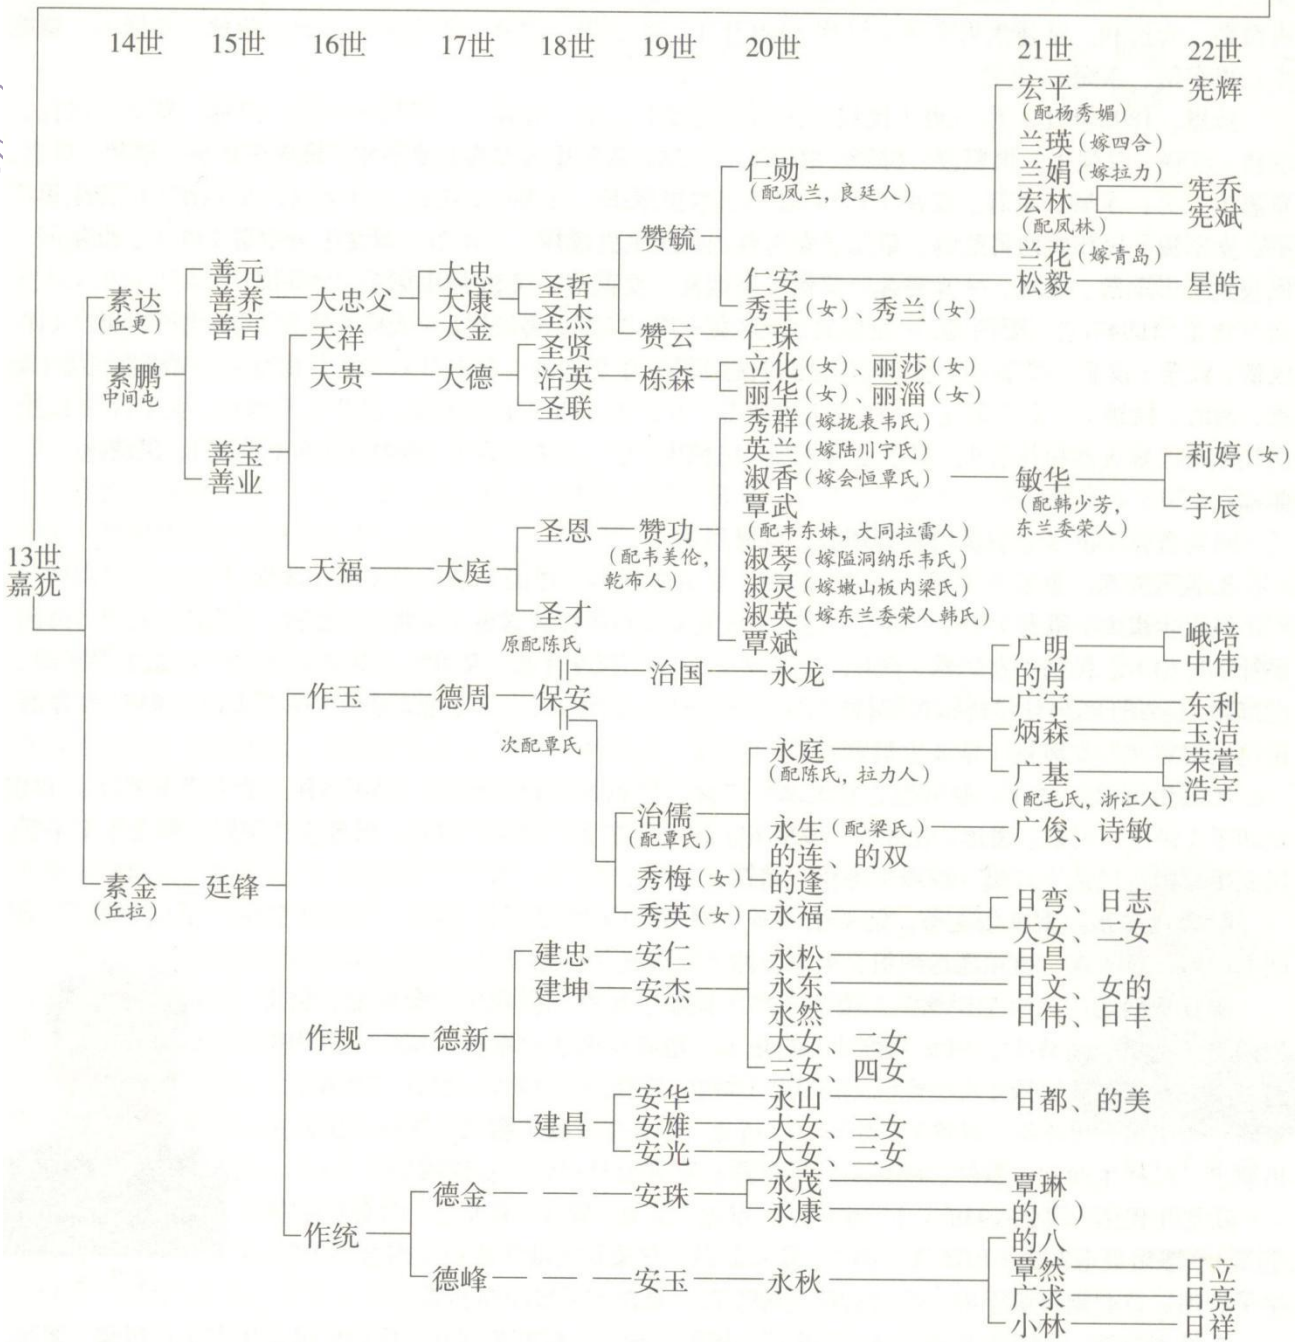 14世 15世 16世 17世 18世 19世 20世 21世 22世
宏平 宪辉
(配杨秀媚)
兰瑛(嫁四合)
仁勋 兰娟(嫁拉力)
(配凤兰,良廷人) 宏林 宪乔
宪斌
(配凤林)
赞毓 兰花(嫁青岛)
善元 大忠 仁安 松毅 星皓
素达 善养 大忠父 大康 圣哲 秀丰(女)、秀兰(女)
(丘更) 善言 天祥 大金 圣杰 赞云 仁珠
圣贤 立化(女)、丽莎(女)
素鹏 天贵 大德 治英 栋森
中间屯 丽华(女)、丽淄(女)
圣联 秀群(嫁拢表韦氏)
善宝 英兰(嫁陆川宁氏) 莉婷(女)
善业 淑香(嫁会恒覃氏) 敏华
覃武 (配韩少芳, 宇辰
圣恩 赞功 (配韦东妹,大同拉雷人) 东兰委荣人)
13世 (配韦美伦, 淑琴(嫁隘洞纳乐韦氏)
嘉犹 天福 大庭 乾布人) 淑灵(嫁嫩山板内梁氏)
圣才 淑英(嫁东兰委荣人韩氏)
原配陈氏 覃斌 广明 峨培
治国 永龙 的肖 中伟
作玉 德周 保安 广宁 东利
次配覃氏 永庭 炳森 玉洁
(配陈氏,拉力人) 广基 荣萱
浩宇
(配毛氏,浙江人)
治儒 永生(配梁氏) 广俊、诗敏
(配覃氏) 的连、的双
素金 廷锋 秀梅(女) 的逢
(丘拉) 秀英(女) 永福 日弯、日志
大女、二女
建忠 安仁 永松 日昌
建坤 安杰 永东 日文、女的
永然 日伟、日丰
作规 德新 大女、二女
三女、四女
安华 永山 日都、的美
建昌 安雄 大女、二女
安光 大女、二女
德金 安珠 永茂 覃琳
永康 的( )
作统 的八
德峰 安玉 永秋 覃然 日立
广求 日亮
小林 日祥